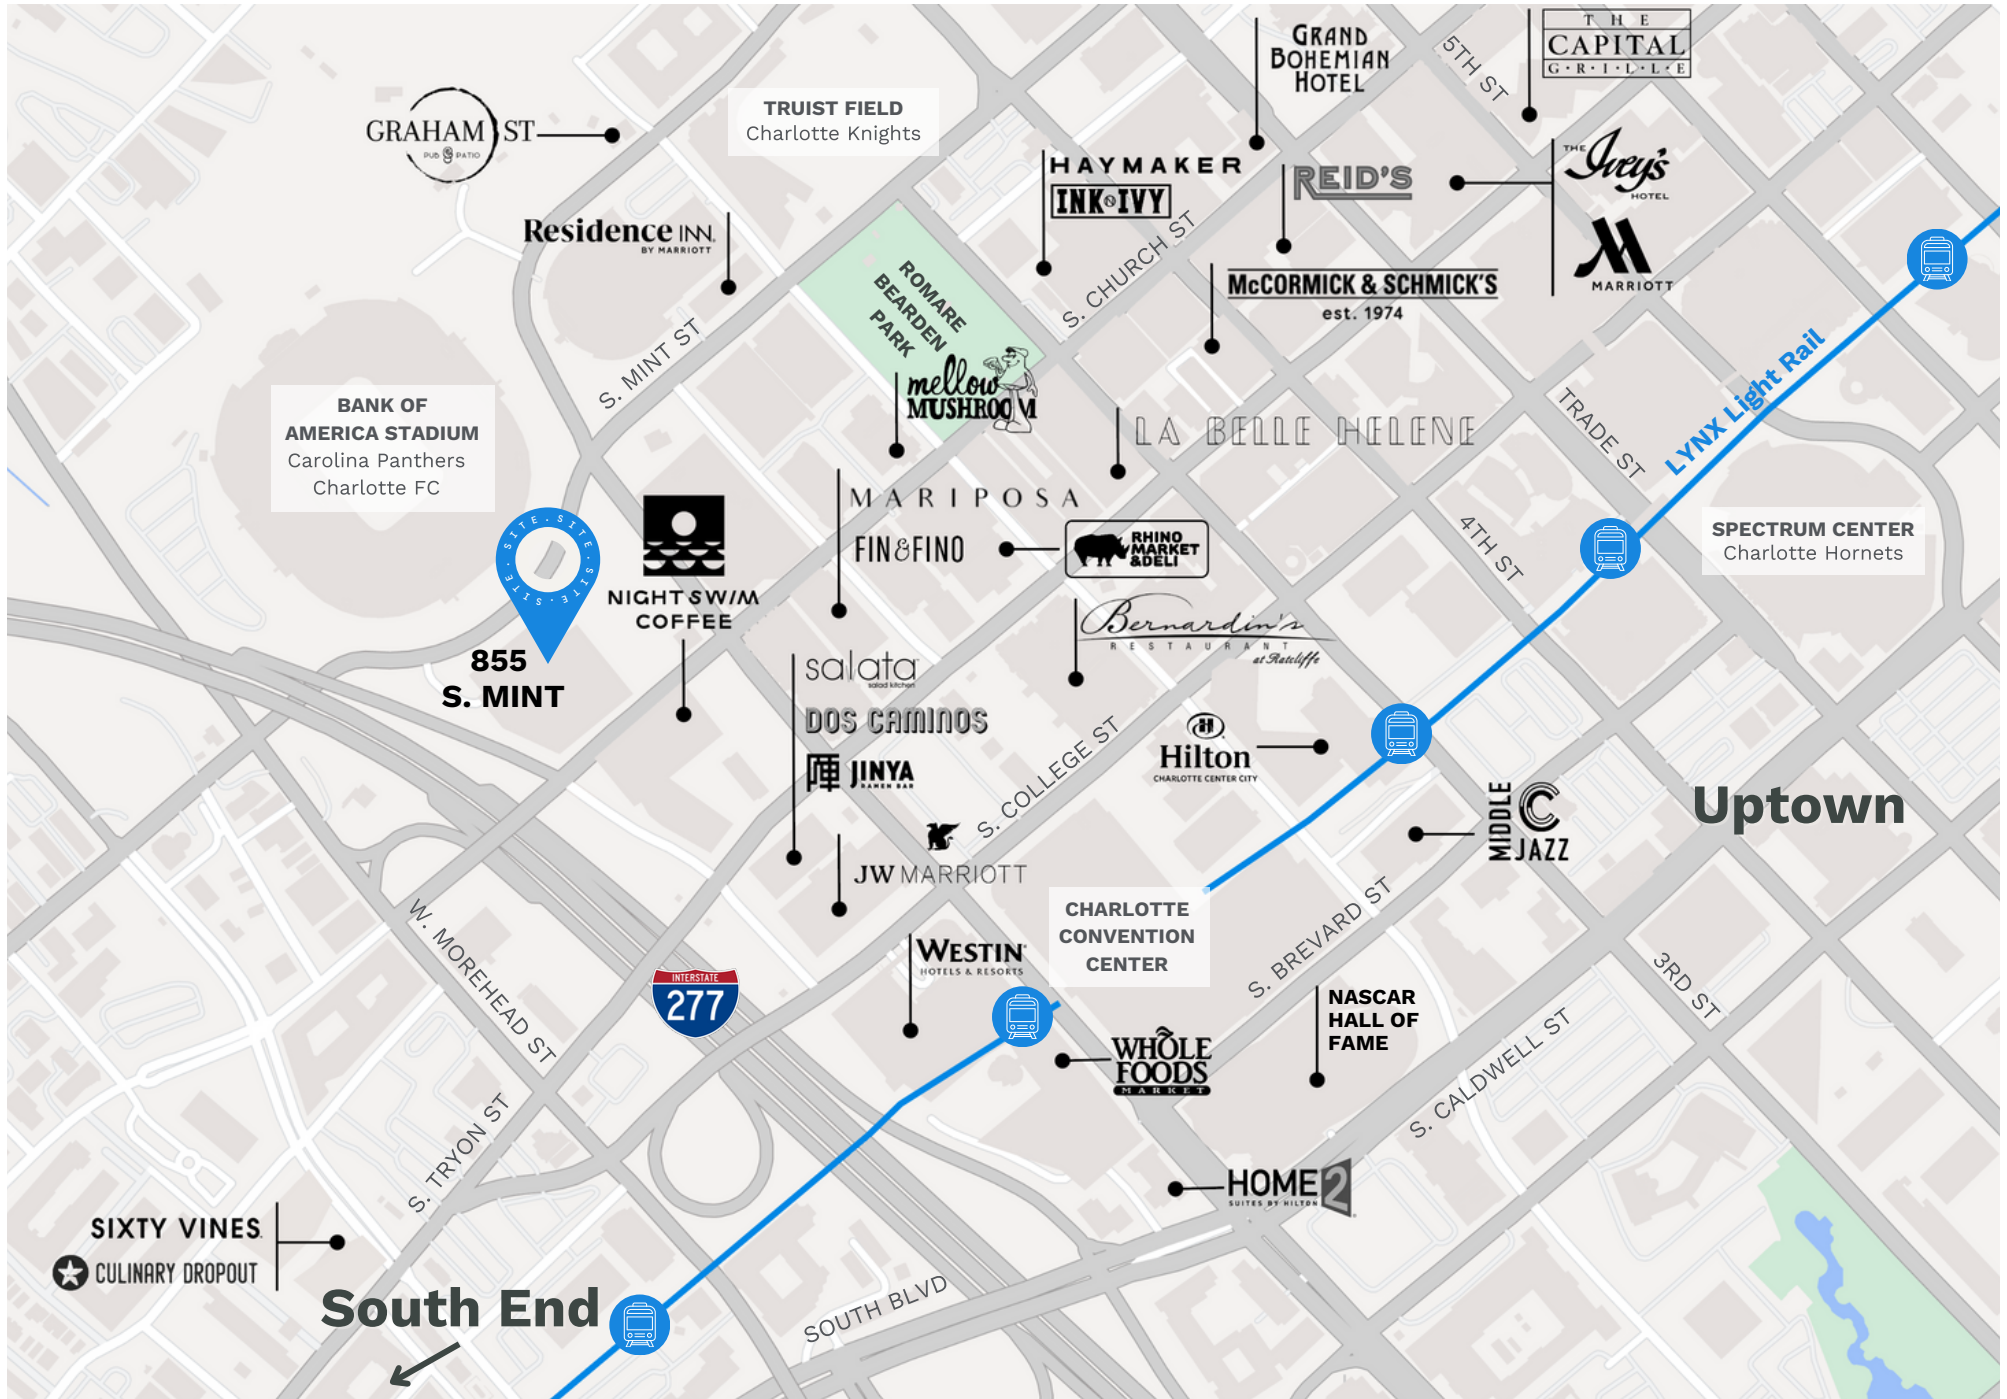 THE
CAPITAL
G·R·I·L·L·E
GRAND
BOHEMIAN
HOTEL
5TH ST
GRAHAM ST
PUB & PATIO
TRUIST FIELD
Charlotte Knights
HAYMAKER
INK N IVY
REID'S
THE
Ivey's
HOTEL
MARRIOTT
Residence INN.
BY MARRIOTT
S. CHURCH ST
McCORMICK & SCHMICK'S
est. 1974
ROMARE
BEARDEN
PARK
S. MINT ST
mellow
MUSHROOM
LYNX Light Rail
BANK OF
AMERICA STADIUM
Carolina Panthers
Charlotte FC
LA BELLE HELENE
TRADE ST
MARIPOSA
FIN & FINO
RHINO
MARKET
& DELI
4TH ST
SPECTRUM CENTER
Charlotte Hornets
SITE · SITE · SITE · SITE · SITE ·
NIGHT SWIM
COFFEE
855
S. MINT
Bernardin's
RESTAURANT
at Ratcliffe
salata
salad kitchen
DOS CAMINOS
陣 JINYA
RAMEN BAR
S. COLLEGE ST
H
Hilton
CHARLOTTE CENTER CITY
MIDDLE
C
JAZZ
Uptown
JW MARRIOTT
CHARLOTTE
CONVENTION
CENTER
S. BREVARD ST
W. MOREHEAD ST
WESTIN
HOTELS & RESORTS
INTERSTATE
277
3RD ST
NASCAR
HALL OF
FAME
WHOLE
FOODS
MARKET
S. CALDWELL ST
S. TRYON ST
HOME2
SUITES BY HILTON
SIXTY VINES
CULINARY DROPOUT
South End
SOUTH BLVD